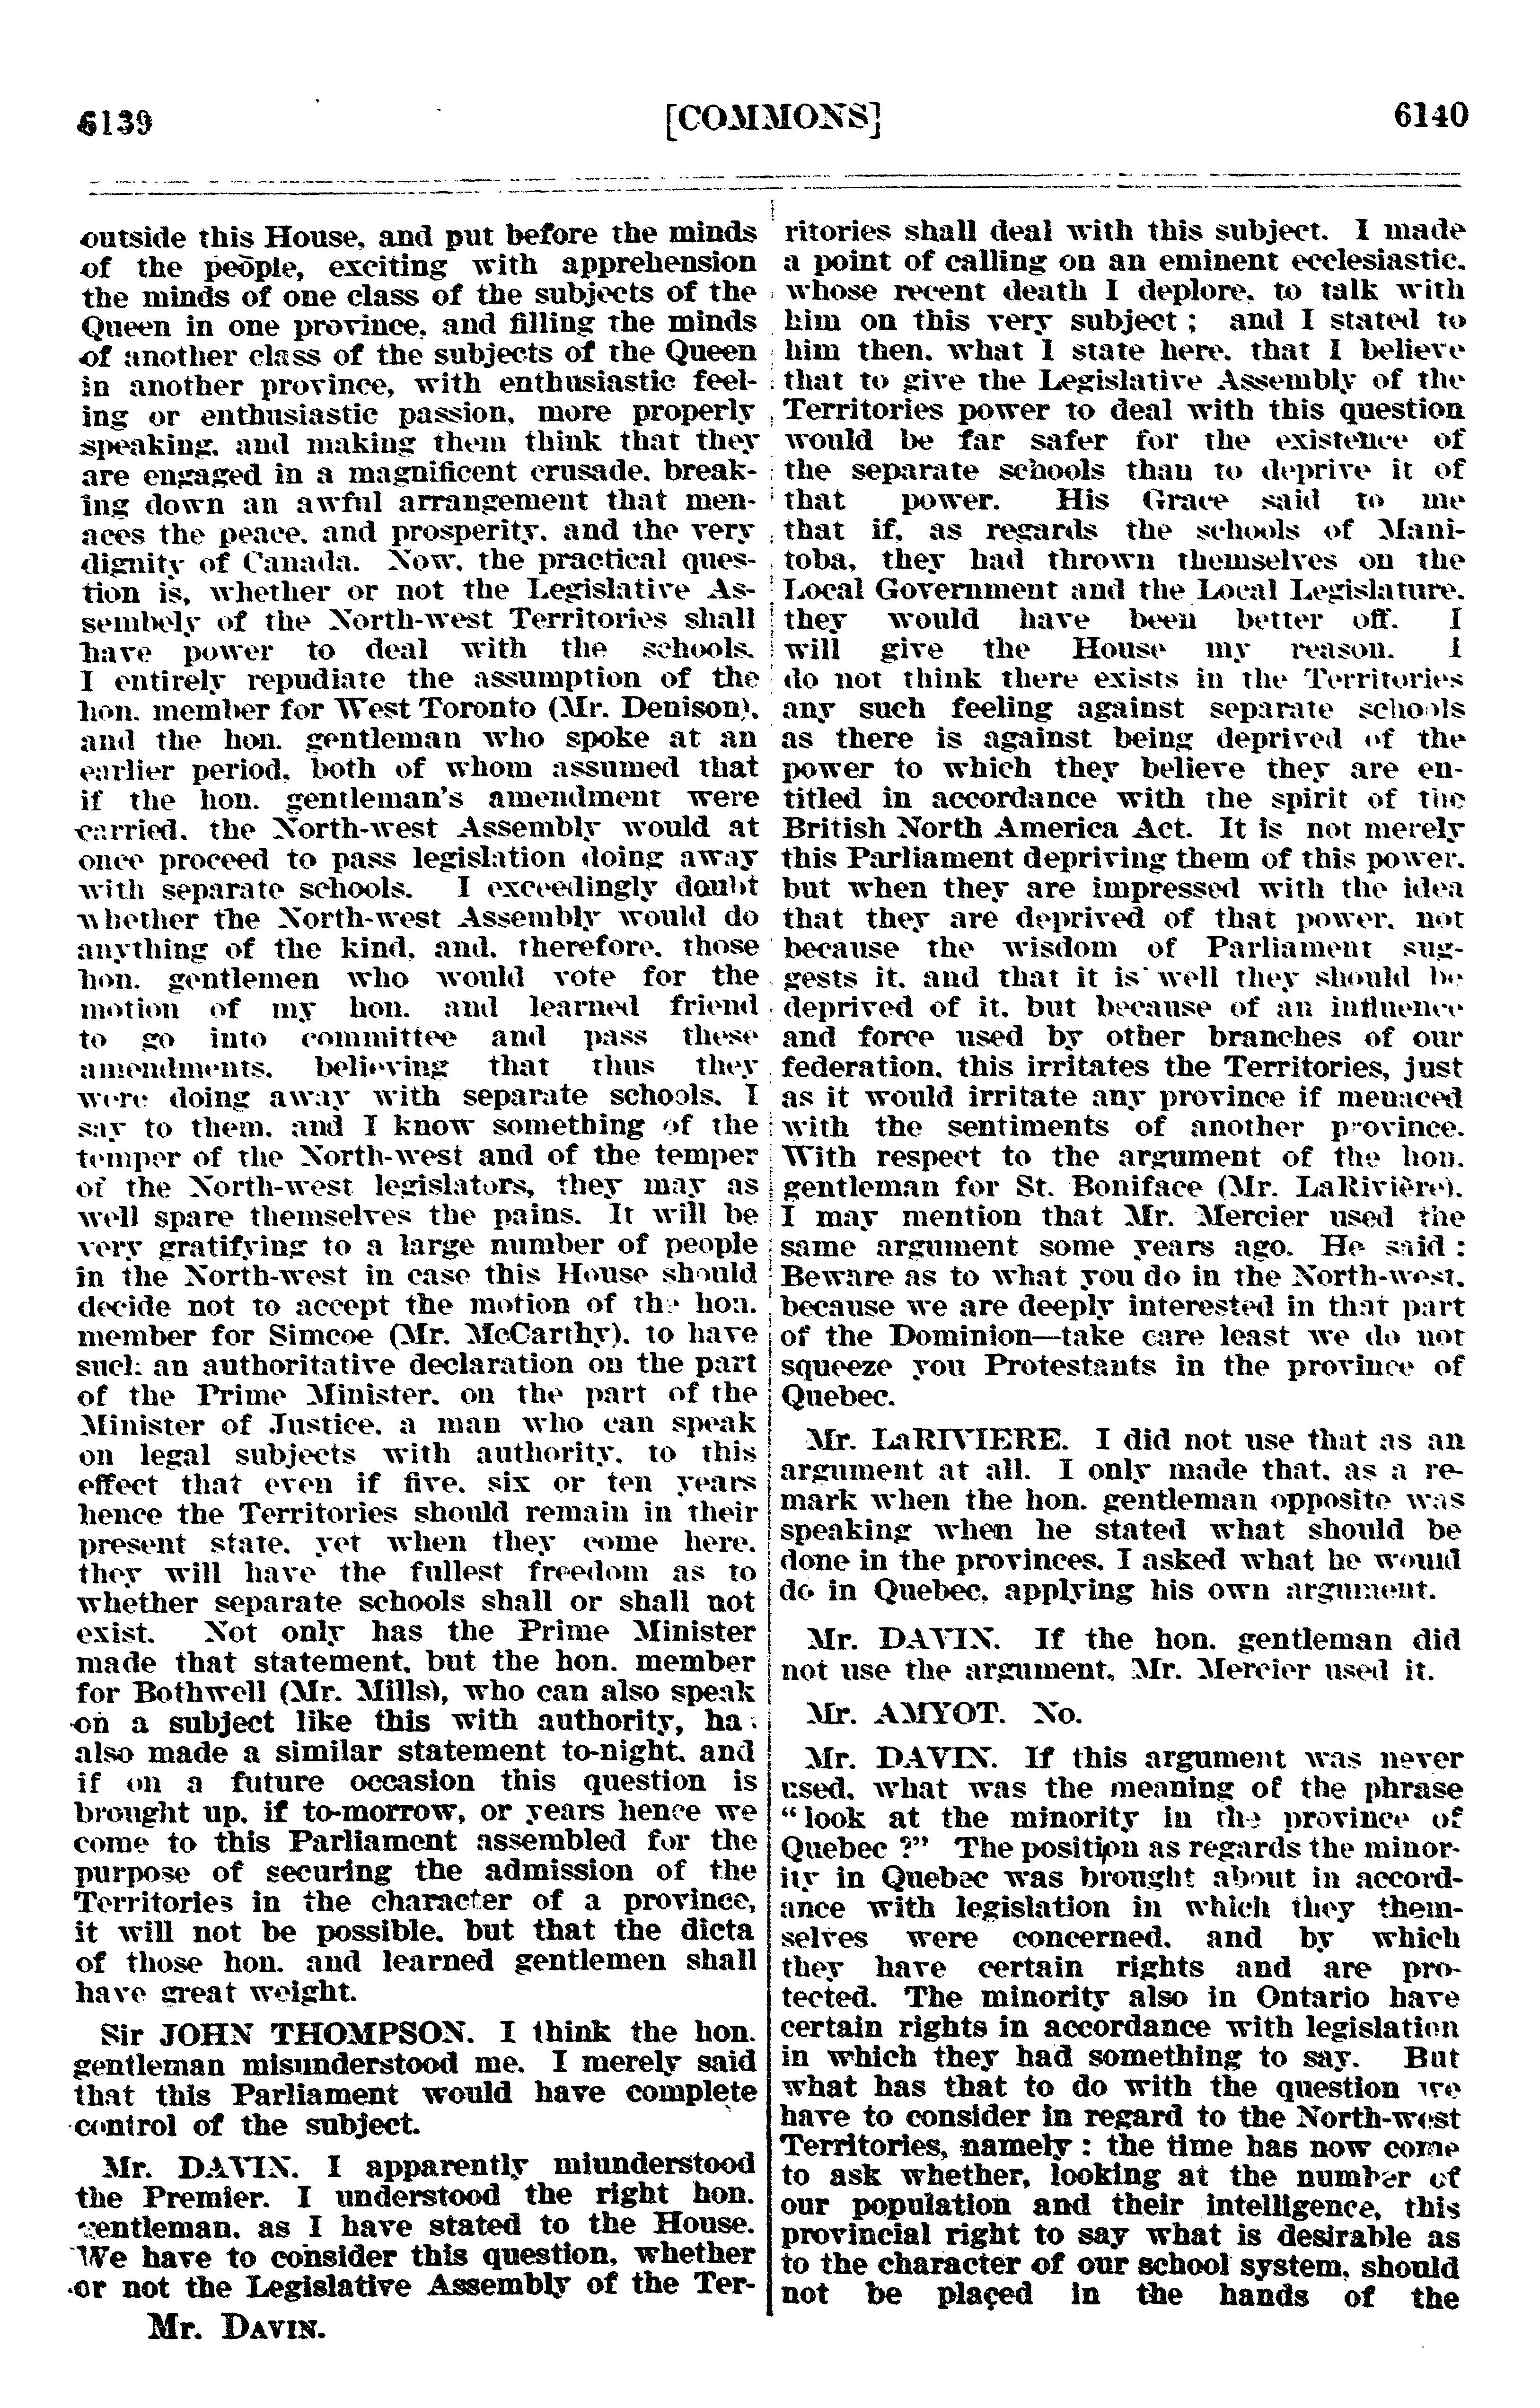 6139
[COMMONS]
6140
outside this House, and put before the minds
of the people, exciting with apprehension
the minds of one class of the subjects of the
Queen in one province, and filling the minds
of another class of the subjects of the Queen
in another province, with enthusiastic feel-
ing or enthusiastic passion, more properly
speaking, and making them think that they
are engaged in a magnificent crusade, break-
ing down an awful arrangement that men-
aces the peace, and prosperity, and the very
dignity of Canada. Now, the practical ques-
tion is, whether or not the Legislative As-
sembely of the North-west Territories shall
have power to deal with the schools.
I entirely repudiate the assumption of the
hon. member for West Toronto (Mr. Denison),
and the hon. gentleman who spoke at an
earlier period, both of whom assumed that
if the hon. gentleman's amendment were
carried, the North-west Assembly would at
once proceed to pass legislation doing away
with separate schools. I exceedingly doubt
whether the North-west Assembly would do
anything of the kind, and, therefore, those
hon. gentlemen who would vote for the
motion of my hon. and learned friend
to go into committee and pass these
amendments, believing that thus they
were doing away with separate schools, I
say to them, and I know something of the
temper of the North-west and of the temper
of the North-west legislators, they may as
well spare themselves the pains. It will be
very gratifying to a large number of people
in the North-west in case this House should
decide not to accept the motion of the hon.
member for Simcoe (Mr. McCarthy), to have
such an authoritative declaration on the part
of the Prime Minister, on the part of the
Minister of Justice, a man who can speak
on legal subjects with authority, to this
effect that even if five, six or ten years
hence the Territories should remain in their
present state, yet when they come here,
they will have the fullest freedom as to
whether separate schools shall or shall not
exist. Not only has the Prime Minister
made that statement, but the hon. member
for Bothwell (Mr. Mills), who can also speak
on a subject like this with authority, ha
also made a similar statement to-night, and
if on a future occasion this question is
brought up, if to-morrow, or years hence we
come to this Parliament assembled for the
purpose of securing the admission of the
Territories in the character of a province,
it will not be possible, but that the dicta
of those hon. and learned gentlemen shall
have great weight.
Sir JOHN THOMPSON. I think the hon.
gentleman misunderstood me. I merely said
that this Parliament would have complete
control of the subject.
Mr. DAVIN. I apparently miunderstood
the Premier. I understood the right hon.
gentleman, as I have stated to the House.
We have to consider this question, whether
or not the Legislative Assembly of the Ter-
Mr. DAVIN.
ritories shall deal with this subject. I made
a point of calling on an eminent ecclesiastic,
whose recent death I deplore, to talk with
him on this very subject ; and I stated to
him then, what I state here, that I believe
that to give the Legislative Assembly of the
Territories power to deal with this question
would be far safer for the existence of
the separate schools than to deprive it of
that power. His Grace said to me
that if, as regards the schools of Mani-
toba, they had thrown themselves on the
Local Government and the Local Legislature,
they would have been better off. I
will give the House my reason. I
do not think there exists in the Territories
any such feeling against separate schools
as there is against being deprived of the
power to which they believe they are en-
titled in accordance with the spirit of the
British North America Act. It is not merely
this Parliament depriving them of this power,
but when they are impressed with the idea
that they are deprived of that power, not
because the wisdom of Parliament sug-
gests it, and that it is well they should be
deprived of it, but because of an influence
and force used by other branches of our
federation, this irritates the Territories, just
as it would irritate any province if menaced
with the sentiments of another province.
With respect to the argument of the hon.
gentleman for St. Boniface (Mr. LaRivière),
I may mention that Mr. Mercier used the
same argument some years ago. He said :
Beware as to what you do in the North-west,
because we are deeply interested in that part
of the Dominion—take care least we do not
squeeze you Protestants in the province of
Quebec.
Mr. LaRIVIERE. I did not use that as an
argument at all. I only made that, as a re-
mark when the hon. gentleman opposite was
speaking when he stated what should be
done in the provinces, I asked what he would
do in Quebec, applying his own argument.
Mr. DAVIN. If the hon. gentleman did
not use the argument, Mr. Mercier used it.
Mr. AMYOT. No.
Mr. DAVIN. If this argument was never
used, what was the meaning of the phrase
"look at the minority in the province of
Quebec ?" The position as regards the minor-
ity in Quebec was brought about in accord-
ance with legislation in which they them-
selves were concerned, and by which
they have certain rights and are pro-
tected. The minority also in Ontario have
certain rights in accordance with legislation
in which they had something to say. But
what has that to do with the question we
have to consider in regard to the North-west
Territories, namely : the time has now come
to ask whether, looking at the number of
our population and their intelligence, this
provincial right to say what is desirable as
to the character of our school system, should
not be placed in the hands of the